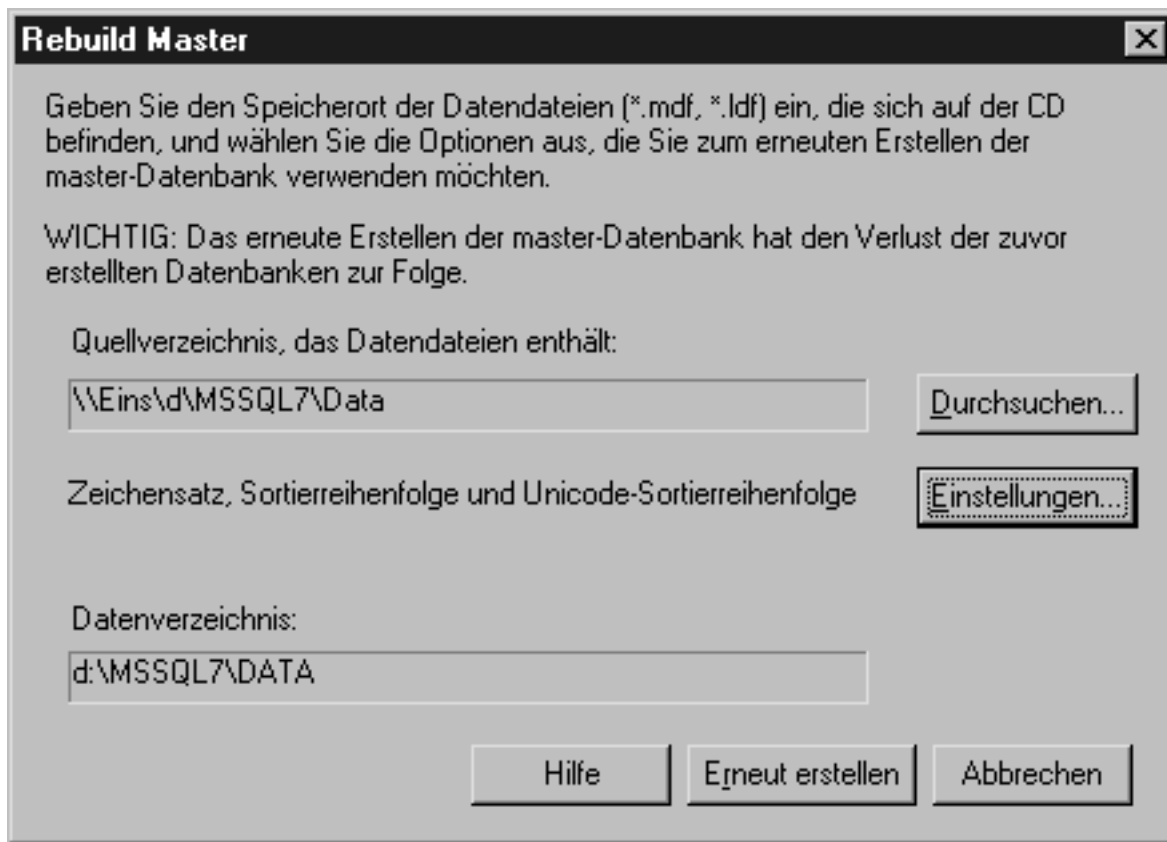 Rebuild Master
Geben Sie den Speicherort der Datendateien (*.mdf, *.ldf) ein, die sich auf der CD
befinden, und wählen Sie die Optionen aus, die Sie zum erneuten Erstellen der
master-Datenbank verwenden möchten.
WICHTIG: Das erneute Erstellen der master-Datenbank hat den Verlust der zuvor
erstellten Datenbanken zur Folge.
Quellverzeichnis, das Datendateien enthält:
\\Eins\d\MSSQL7\Data
Durchsuchen...
Zeichensatz, Sortierreihenfolge und Unicode-Sortierreihenfolge
Einstellungen...
Datenverzeichnis:
d:\MSSQL7\DATA
Hilfe
Erneut erstellen
Abbrechen